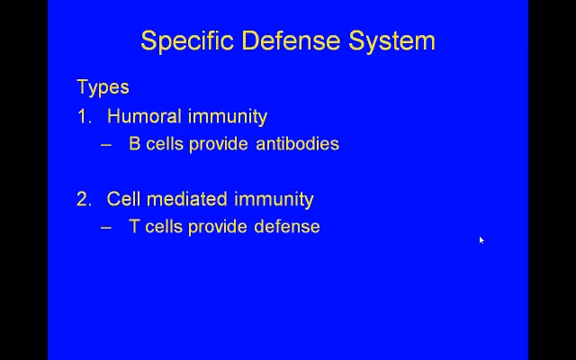 Specific Defense System
Types
1. Humoral immunity
– B cells provide antibodies
2. Cell mediated immunity
– T cells provide defense